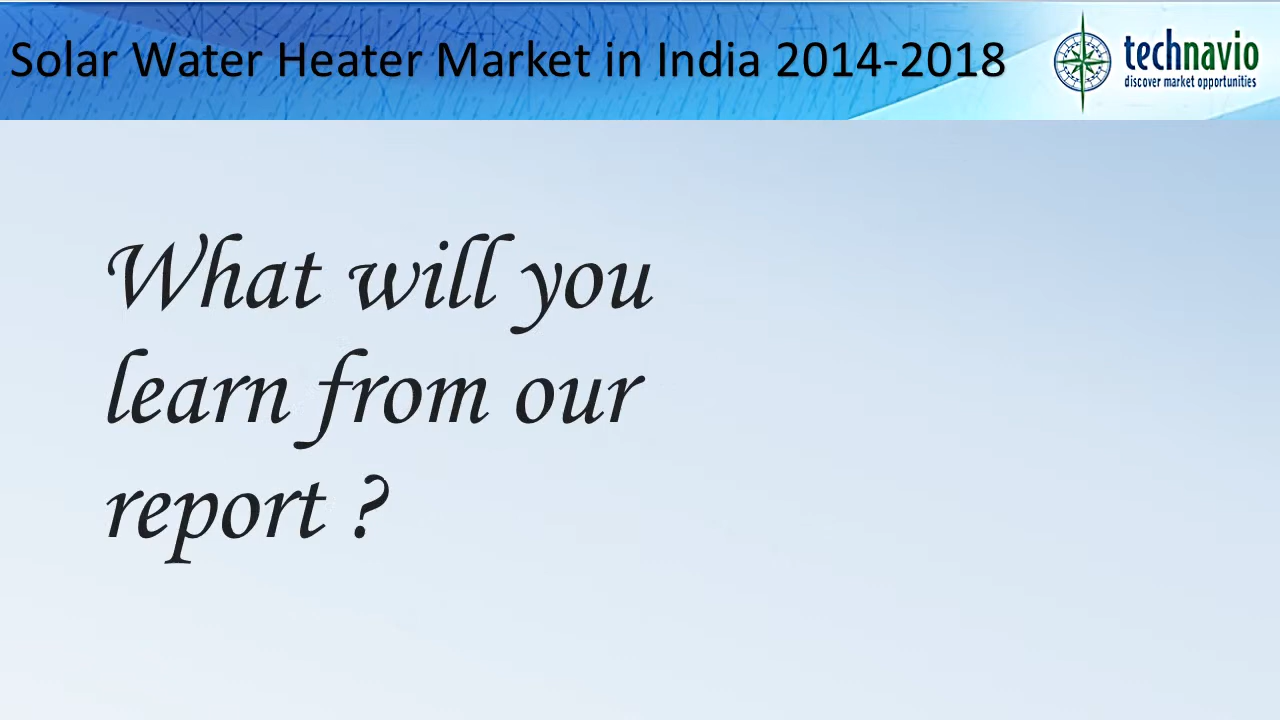 Solar Water Heater Market in India 2014-2018
technavio
discover market opportunities
What will you
learn from our
report ?